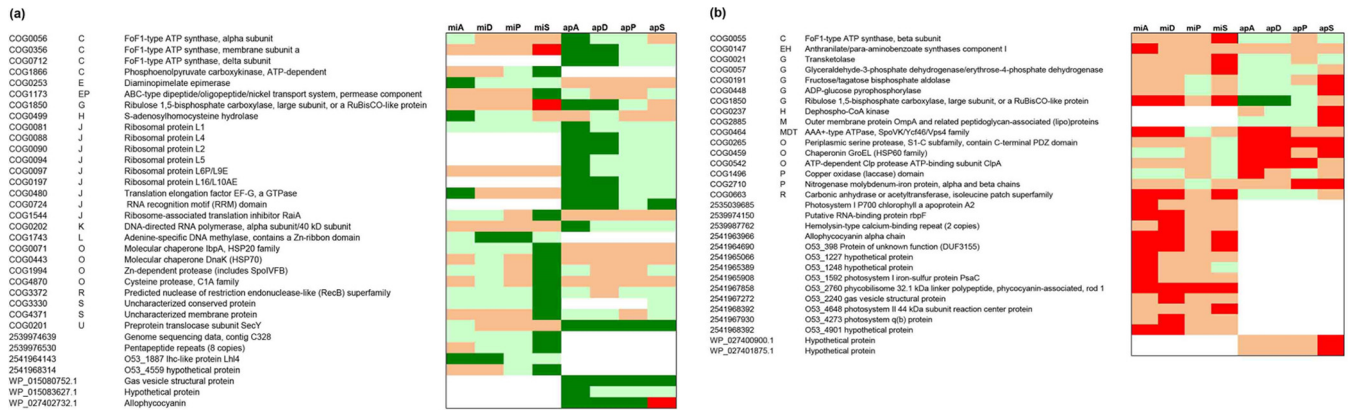 (a)
miA miD miP miS apA apD apP apS
COG0056 C FoF1-type ATP synthase, alpha subunit
COG0356 C FoF1-type ATP synthase, membrane subunit a
COG0712 C FoF1-type ATP synthase, delta subunit
COG1866 C Phosphoenolpyruvate carboxykinase, ATP-dependent
COG0253 E Diaminopimelate epimerase
COG1173 EP ABC-type dipeptide/oligopeptide/nickel transport system, permease component
COG1850 G Ribulose 1,5-bisphosphate carboxylase, large subunit, or a RuBisCO-like protein
COG0499 H S-adenosylhomocysteine hydrolase
COG0081 J Ribosomal protein L1
COG0088 J Ribosomal protein L4
COG0090 J Ribosomal protein L2
COG0094 J Ribosomal protein L5
COG0097 J Ribosomal protein L6P/L9E
COG0197 J Ribosomal protein L16/L10AE
COG0480 J Translation elongation factor EF-G, a GTPase
COG0724 J RNA recognition motif (RRM) domain
COG1544 J Ribosome-associated translation inhibitor RaiA
COG0202 K DNA-directed RNA polymerase, alpha subunit/40 kD subunit
COG1743 L Adenine-specific DNA methylase, contains a Zn-ribbon domain
COG0071 O Molecular chaperone IbpA, HSP20 family
COG0443 O Molecular chaperone DnaK (HSP70)
COG1994 O Zn-dependent protease (includes SpoIVFB)
COG4870 O Cysteine protease, C1A family
COG3372 R Predicted nuclease of restriction endonuclease-like (RecB) superfamily
COG3330 S Uncharacterized conserved protein
COG4371 S Uncharacterized membrane protein
COG0201 U Preprotein translocase subunit SecY
2539974639 Genome sequencing data, contig C328
2539976530 Pentapeptide repeats (8 copies)
2541964143 O53_1887 lhc-like protein Lhl4
2541968314 O53_4559 hypothetical protein
WP_015080752.1 Gas vesicle structural protein
WP_015083627.1 Hypothetical protein
WP_027402732.1 Allophycocyanin
(b)
miA miD miP miS apA apD apP apS
COG0055 C FoF1-type ATP synthase, beta subunit
COG0147 EH Anthranilate/para-aminobenzoate synthases component I
COG0021 G Transketolase
COG0057 G Glyceraldehyde-3-phosphate dehydrogenase/erythrose-4-phosphate dehydrogenase
COG0191 G Fructose/tagatose bisphosphate aldolase
COG0448 G ADP-glucose pyrophosphorylase
COG1850 G Ribulose 1,5-bisphosphate carboxylase, large subunit, or a RuBisCO-like protein
COG0237 H Dephospho-CoA kinase
COG2885 M Outer membrane protein OmpA and related peptidoglycan-associated (lipo)proteins
COG0464 MDT AAA+-type ATPase, SpoVK/Ycf46/Vps4 family
COG0265 O Periplasmic serine protease, S1-C subfamily, contain C-terminal PDZ domain
COG0459 O Chaperonin GroEL (HSP60 family)
COG0542 O ATP-dependent Clp protease ATP-binding subunit ClpA
COG1496 P Copper oxidase (laccase) domain
COG2710 P Nitrogenase molybdenum-iron protein, alpha and beta chains
COG0663 R Carbonic anhydrase or acetyltransferase, isoleucine patch superfamily
2535039685 Photosystem I P700 chlorophyll a apoprotein A2
2539974150 Putative RNA-binding protein rbpF
2539987762 Hemolysin-type calcium-binding repeat (2 copies)
2541963966 Allophycocyanin alpha chain
2541964690 O53_398 Protein of unknown function (DUF3155)
2541965066 O53_1227 hypothetical protein
2541965389 O53_1248 hypothetical protein
2541965908 O53_1592 photosystem I iron-sulfur protein PsaC
2541967858 O53_2760 phycobilisome 32.1 kDa linker polypeptide, phycocyanin-associated, rod 1
2541967272 O53_2240 gas vesicle structural protein
2541968392 O53_4648 photosystem II 44 kDa subunit reaction center protein
2541967930 O53_4273 photosystem q(b) protein
2541968392 O53_4901 hypothetical protein
WP_027400900.1 Hypothetical protein
WP_027401875.1 Hypothetical protein